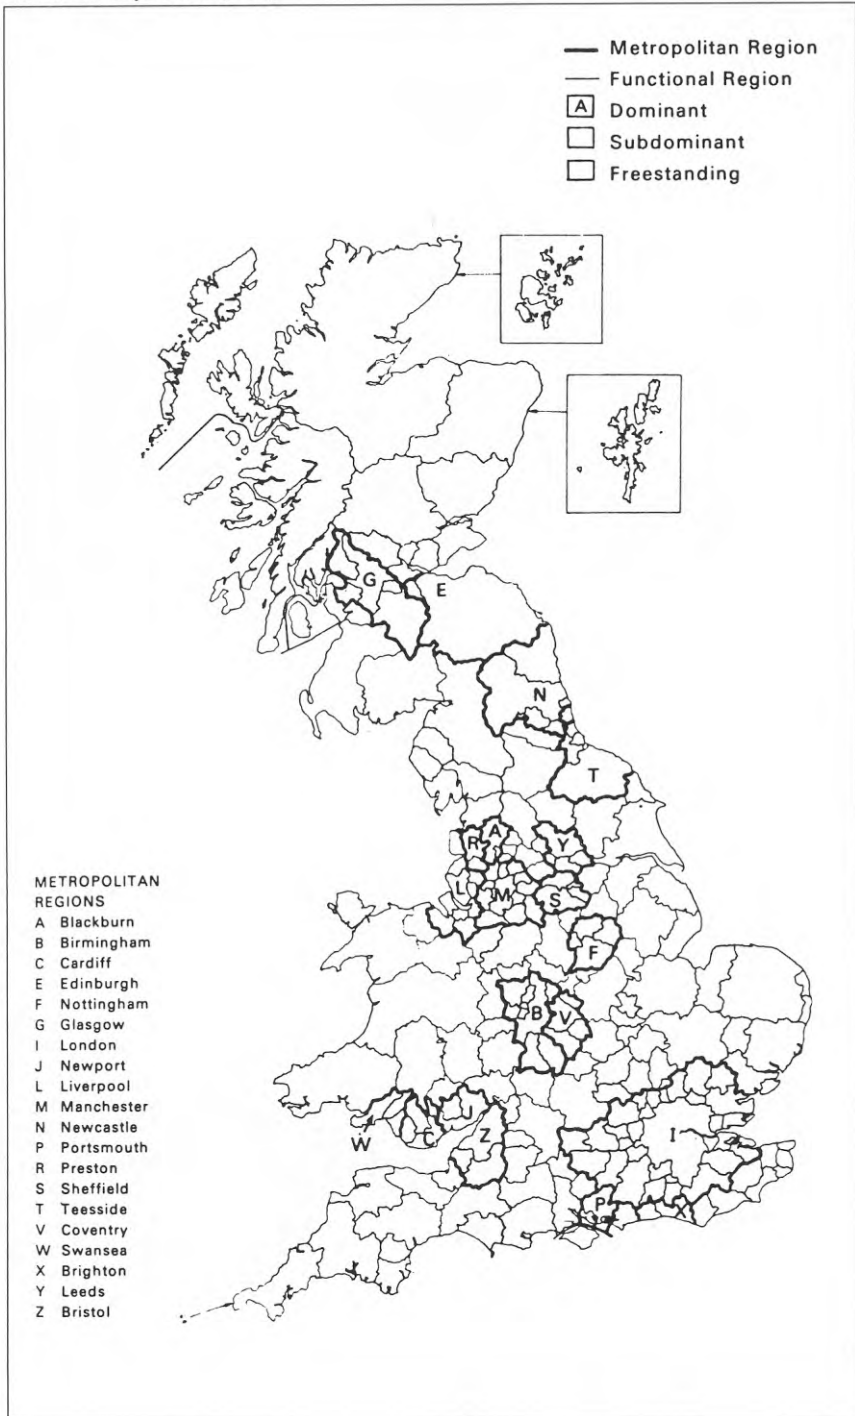 Metropolitan Region
Functional Region
A Dominant
Subdominant
Freestanding
G
E
N
T
R
A
Y
L
M
S
F
B
V
J
W
C
Z
I
P
X
METROPOLITAN
REGIONS
A Blackburn
B Birmingham
C Cardiff
E Edinburgh
F Nottingham
G Glasgow
I London
J Newport
L Liverpool
M Manchester
N Newcastle
P Portsmouth
R Preston
S Sheffield
T Teesside
V Coventry
W Swansea
X Brighton
Y Leeds
Z Bristol